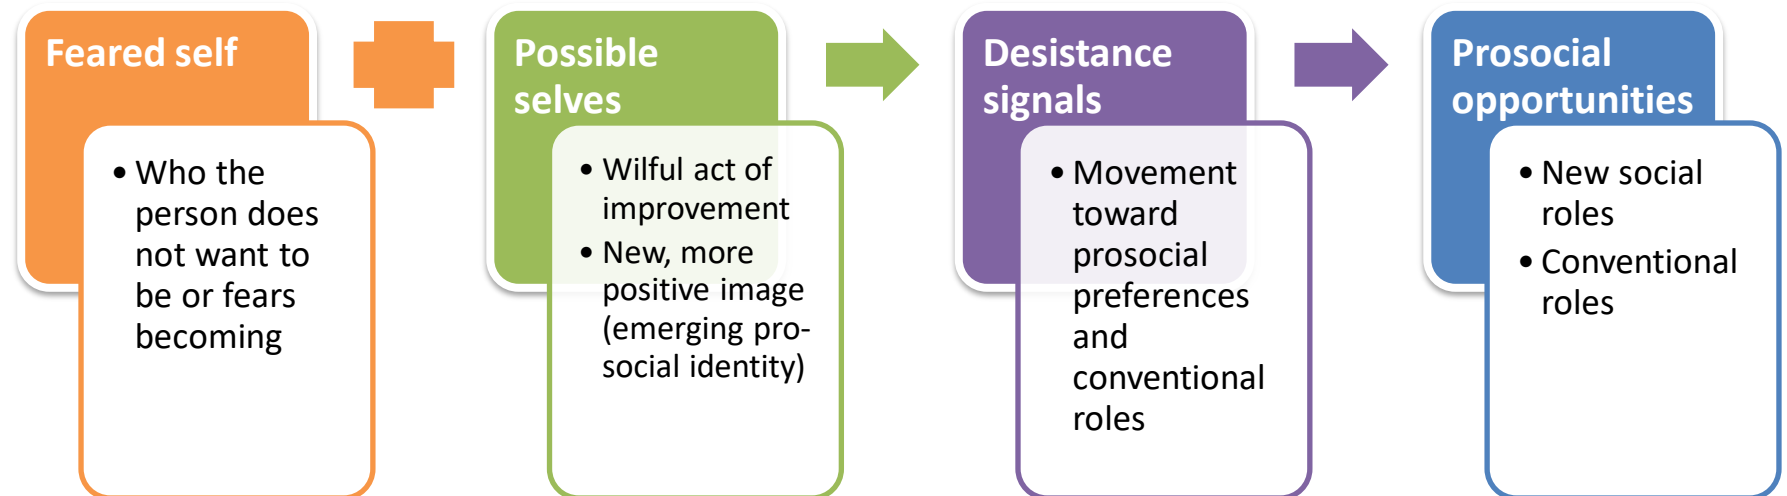 Feared self
• Who the
person does
not want to
be or fears
becoming
Possible
selves
• Wilful act of
improvement
• New, more
positive image
(emerging pro-
social identity)
Desistance
signals
• Movement
toward
prosocial
preferences
and
conventional
roles
Prosocial
opportunities
• New social
roles
• Conventional
roles